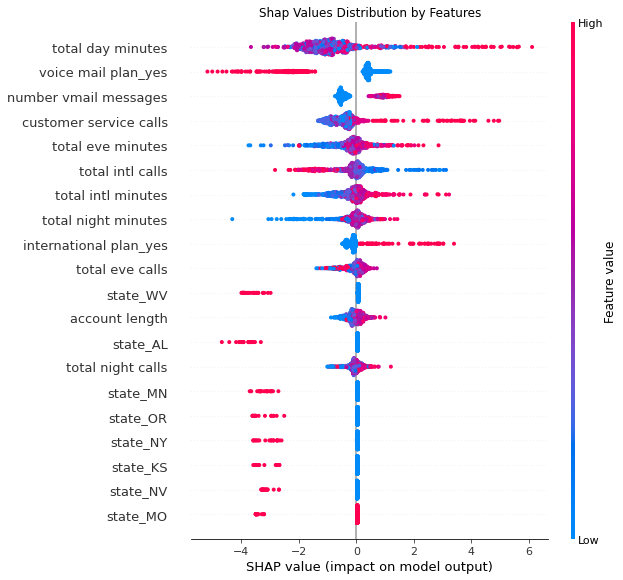 Shap Values Distribution by Features
High
total day minutes
voice mail plan_yes
number vmail messages
customer service calls
total eve minutes
total intl calls
total intl minutes
total night minutes
international plan_yes
total eve calls
state_WV
account length
state_AL
total night calls
state_MN
state_OR
state_NY
state_KS
state_NV
state_MO
Feature value
Low
−4 −2 0 2 4 6
SHAP value (impact on model output)